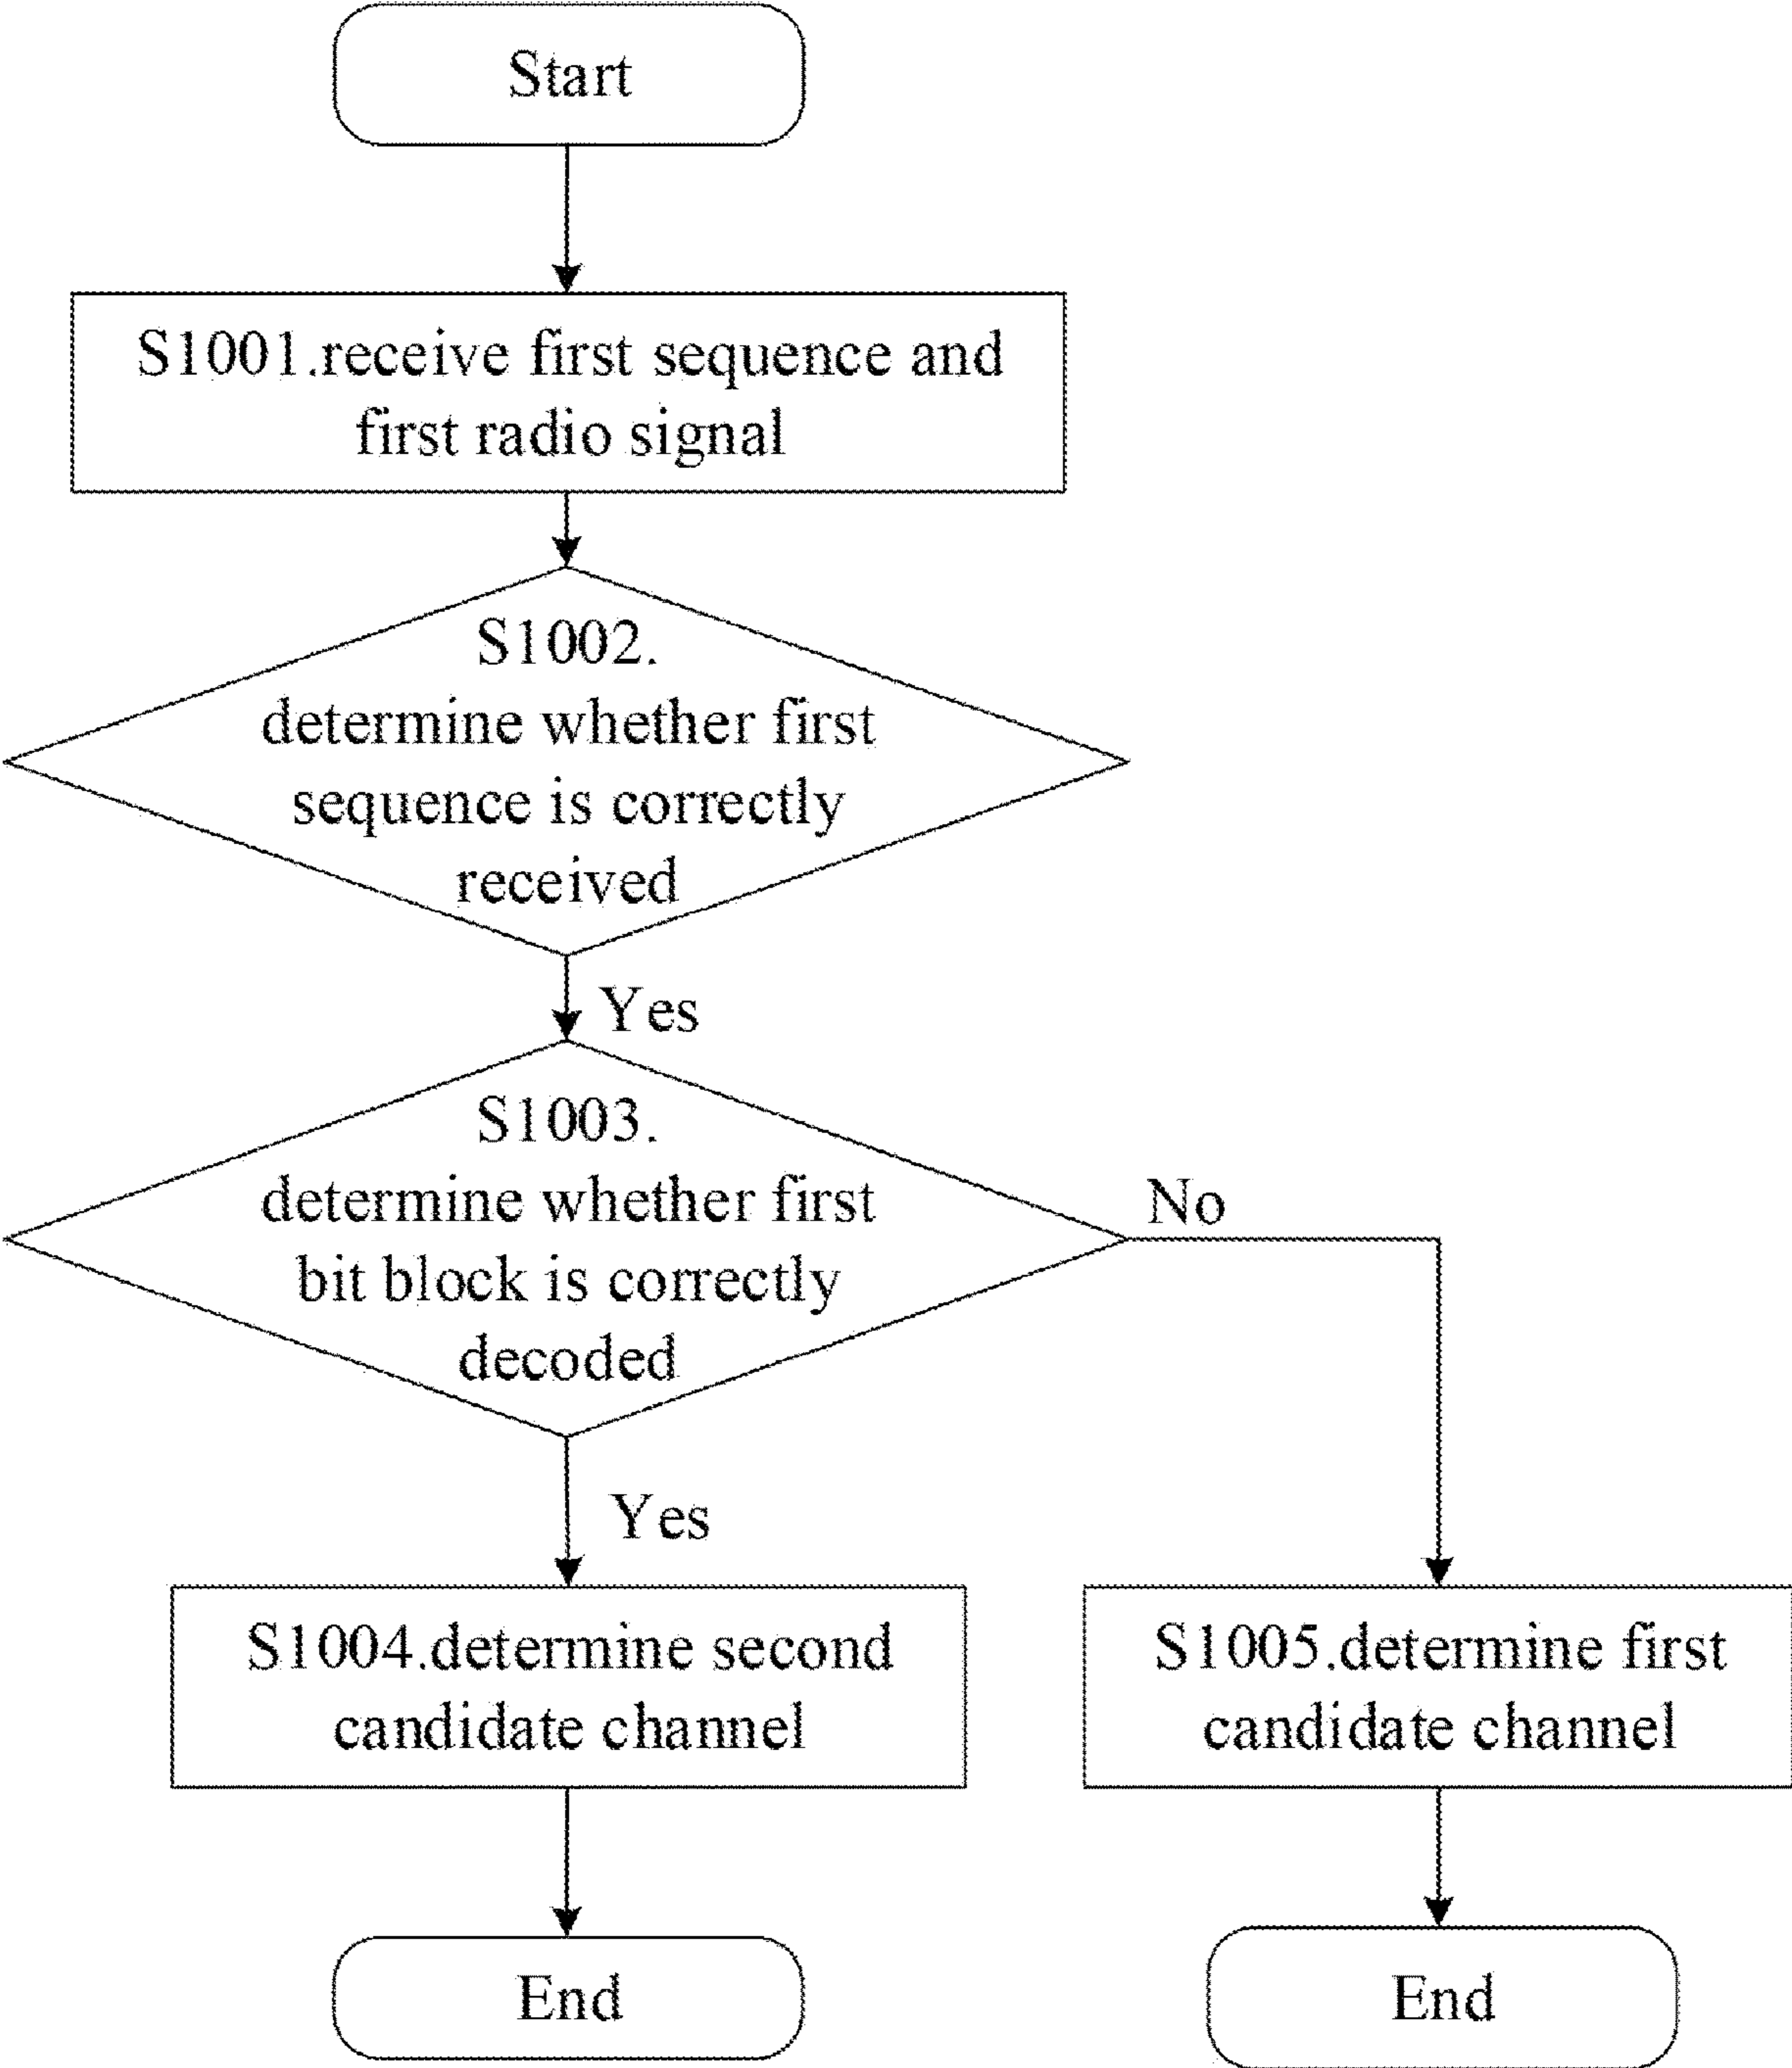 Start
S1001.receive first sequence and
first radio signal
S1002.
determine whether first
sequence is correctly
received
Yes
S1003.
determine whether first
bit block is correctly
decoded
No
Yes
S1004.determine second
candidate channel
S1005.determine first
candidate channel
End
End